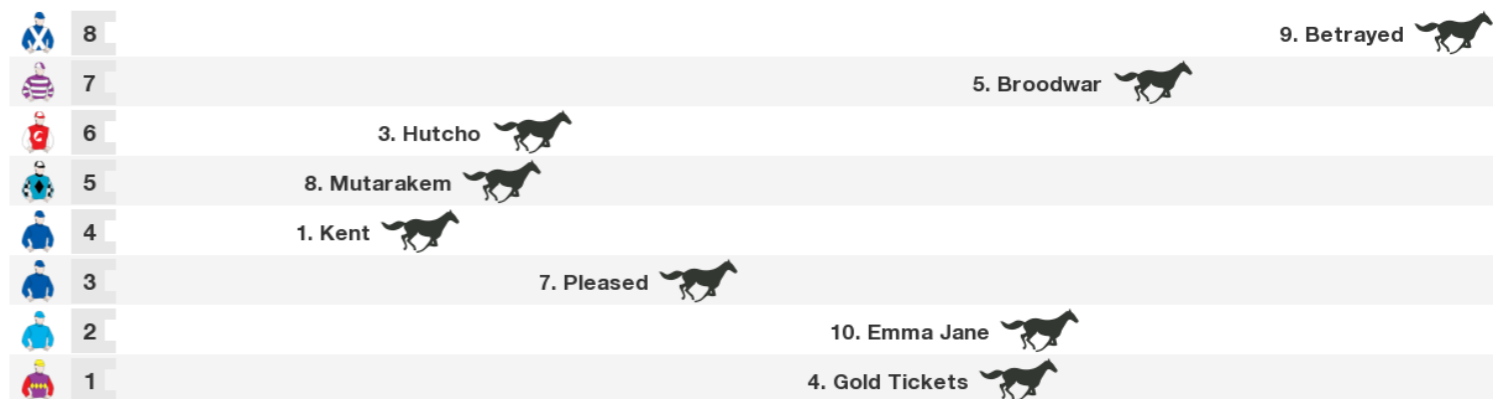 8 9. Betrayed
7 5. Broodwar
6 3. Hutcho
5 8. Mutarakem
4 1. Kent
3 7. Pleased
2 10. Emma Jane
1 4. Gold Tickets